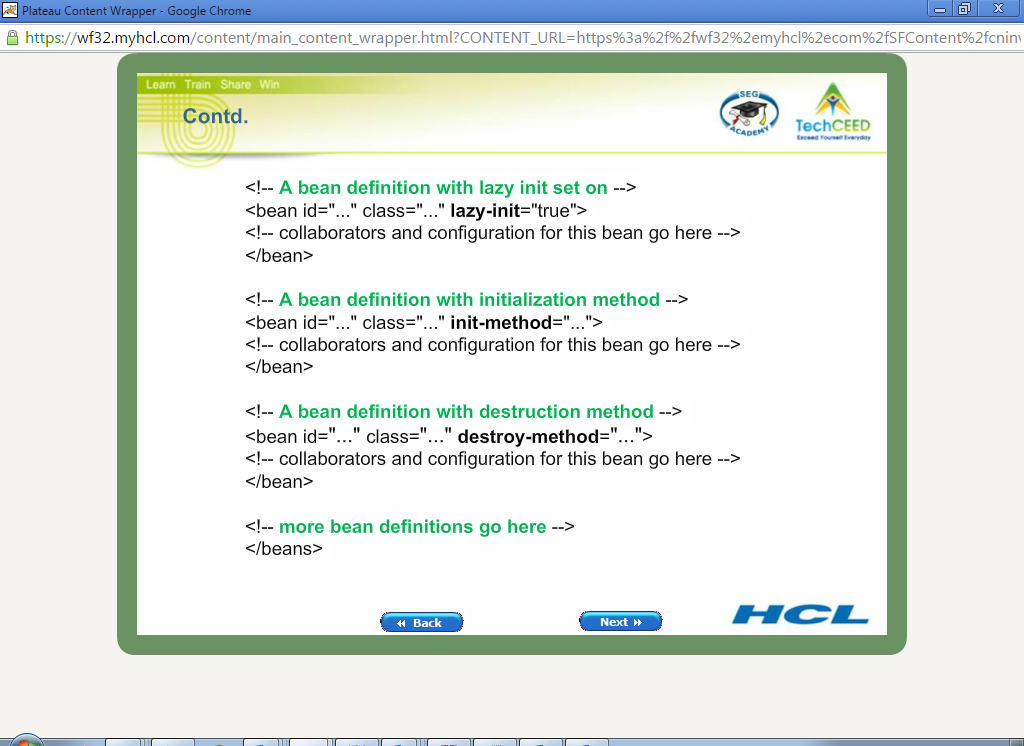 Plateau Content Wrapper - Google Chrome
https://wf32.myhcl.com/content/main_content_wrapper.html?CONTENT_URL=https%3a%2f%2fwf32%2emyhcl%2ecom%2fSFContent%2fcninv
Learn Train Share Win
Contd.
SEG
ACADEMY
TechCEED
Exceed Yourself Everyday
<!-- A bean definition with lazy init set on -->
<bean id="..." class="..." lazy-init="true">
<!-- collaborators and configuration for this bean go here -->
</bean>
<!-- A bean definition with initialization method -->
<bean id="..." class="..." init-method="...">
<!-- collaborators and configuration for this bean go here -->
</bean>
<!-- A bean definition with destruction method -->
<bean id="..." class="..." destroy-method="...">
<!-- collaborators and configuration for this bean go here -->
</bean>
<!-- more bean definitions go here -->
</beans>
Back
Next
HCL